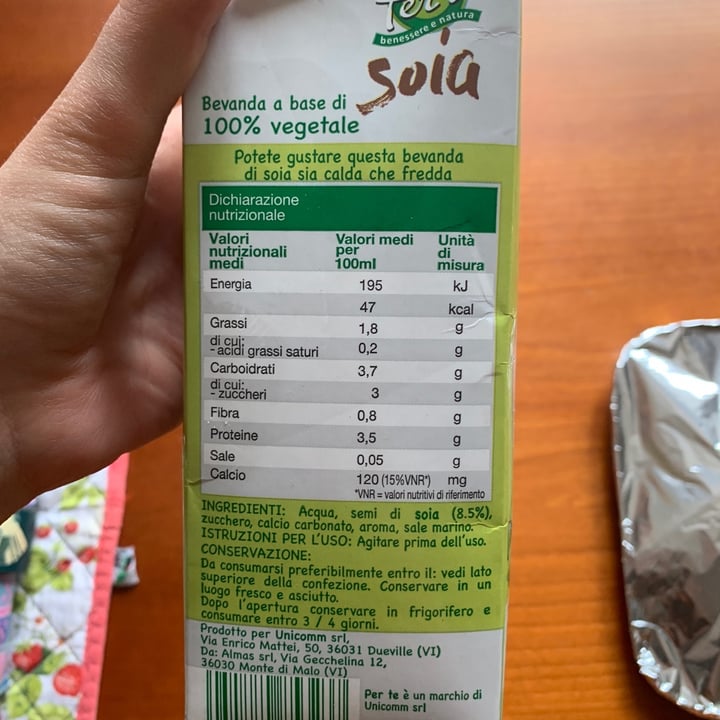 benessere e natura
soia
Bevanda a base di
100% vegetale
Potete gustare questa bevanda
di soia sia calda che fredda
Dichiarazione
nutrizionale
Valori nutrizionali medi Valori medi per 100ml Unità di misura
Energia 195 kJ
47 kcal
Grassi 1,8 g
di cui:
- acidi grassi saturi 0,2 g
Carboidrati 3,7 g
di cui:
- zuccheri 3 g
Fibra 0,8 g
Proteine 3,5 g
Sale 0,05 g
Calcio 120 (15%VNR*) mg
*VNR = valori nutritivi di riferimento
INGREDIENTI: Acqua, semi di soia (8.5%),
zucchero, calcio carbonato, aroma, sale marino.
ISTRUZIONI PER L'USO: Agitare prima dell'uso.
CONSERVAZIONE:
Da consumarsi preferibilmente entro il: vedi lato
superiore della confezione. Conservare in un
luogo fresco e asciutto.
Dopo l'apertura conservare in frigorifero e
consumare entro 3 / 4 giorni.
Prodotto per Unicomm srl,
Via Enrico Mattei, 50, 36031 Dueville (VI)
Da: Almas srl, Via Gecchelina 12,
36030 Monte di Malo (VI)
Per te è un marchio di
Unicomm srl